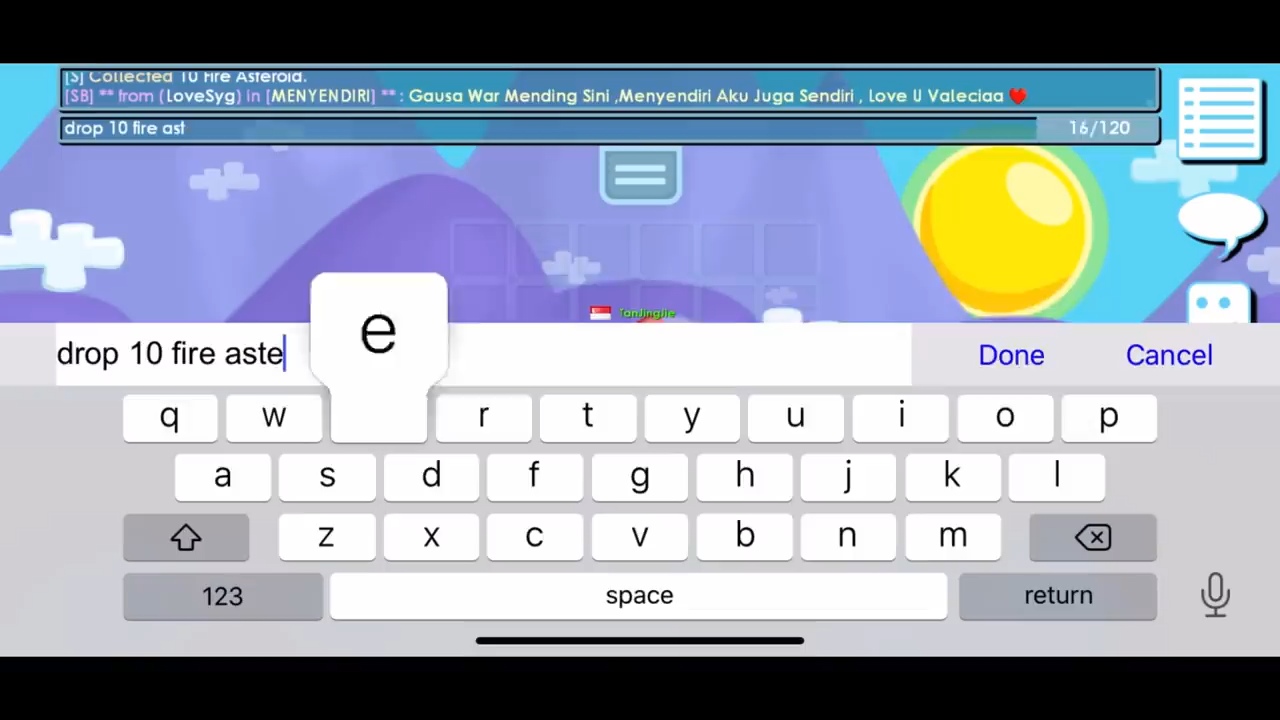 [S] Collected 10 Fire Asteroid.
[SB] ** from (LoveSyg) in [MENYENDIRI] ** : Gausa War Mending Sini ,Menyendiri Aku Juga Sendiri , Love U Valeciaa ❤️
drop 10 fire ast
16/120
TanJingJie
drop 10 fire aste
e
Done
Cancel
q w r t y u i o p
a s d f g h j k l
z x c v b n m
123
space
return